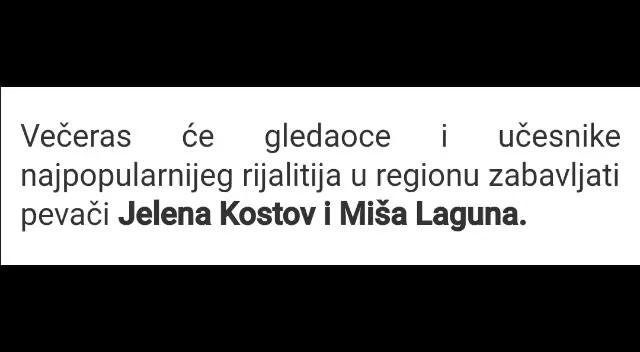 Večeras će gledaoce i učesnike
najpopularnijeg rijalitija u regionu zabavljati
pevači Jelena Kostov i Miša Laguna.